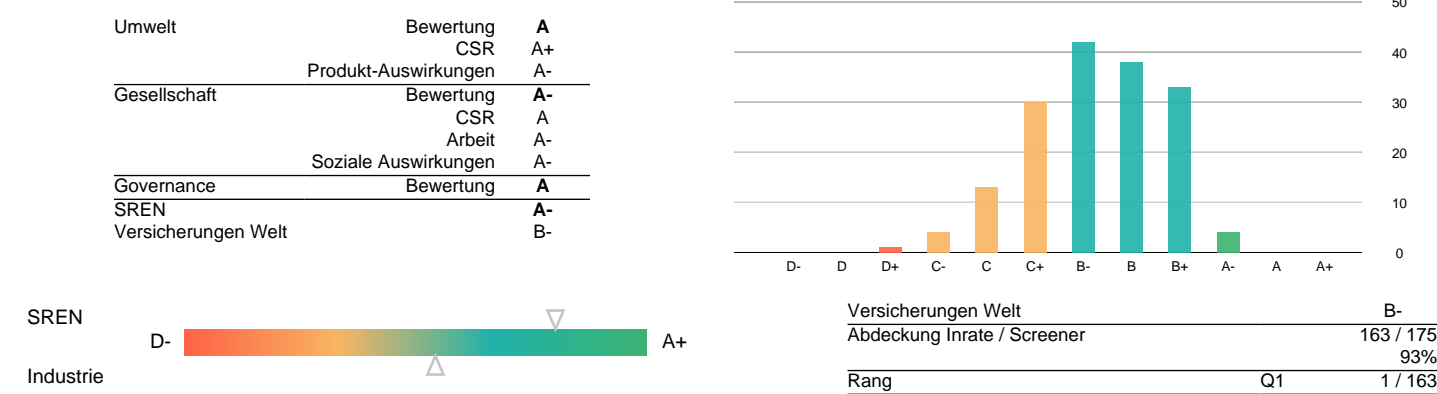 Umwelt Bewertung A
CSR A+
Produkt-Auswirkungen A-
Gesellschaft Bewertung A-
CSR A
Arbeit A-
Soziale Auswirkungen A-
Governance Bewertung A
SREN A-
Versicherungen Welt B-
50
40
30
20
10
0
D- D D+ C- C C+ B- B B+ A- A A+
SREN
D- A+
Industrie
Versicherungen Welt B-
Abdeckung Inrate / Screener 163 / 175
93%
Rang Q1 1 / 163